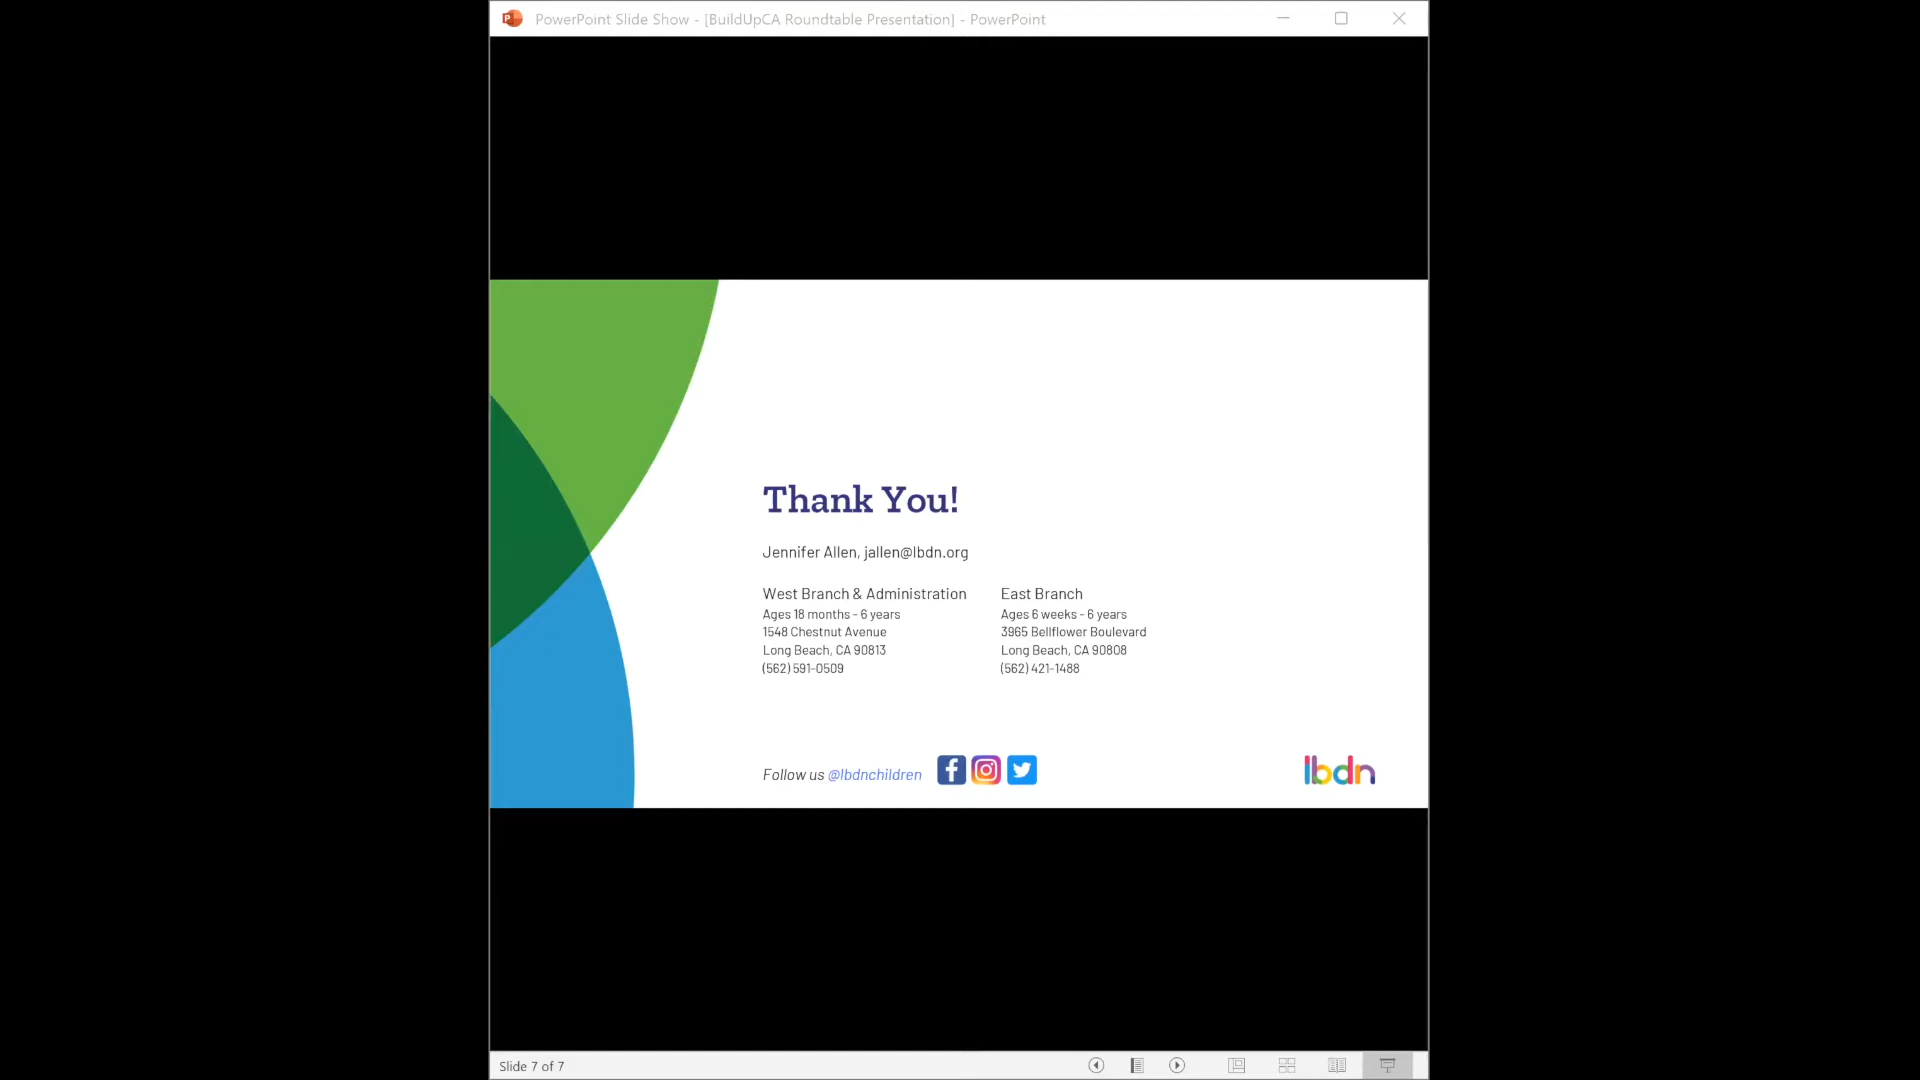 PowerPoint Slide Show - [BuildUpCA Roundtable Presentation] - PowerPoint
Thank You!
Jennifer Allen, jallen@lbdn.org
West Branch & Administration
Ages 18 months - 6 years
1548 Chestnut Avenue
Long Beach, CA 90813
(562) 591-0509
East Branch
Ages 6 weeks - 6 years
3965 Bellflower Boulevard
Long Beach, CA 90808
(562) 421-1488
Follow us @lbdnchildren
lbdn
Slide 7 of 7